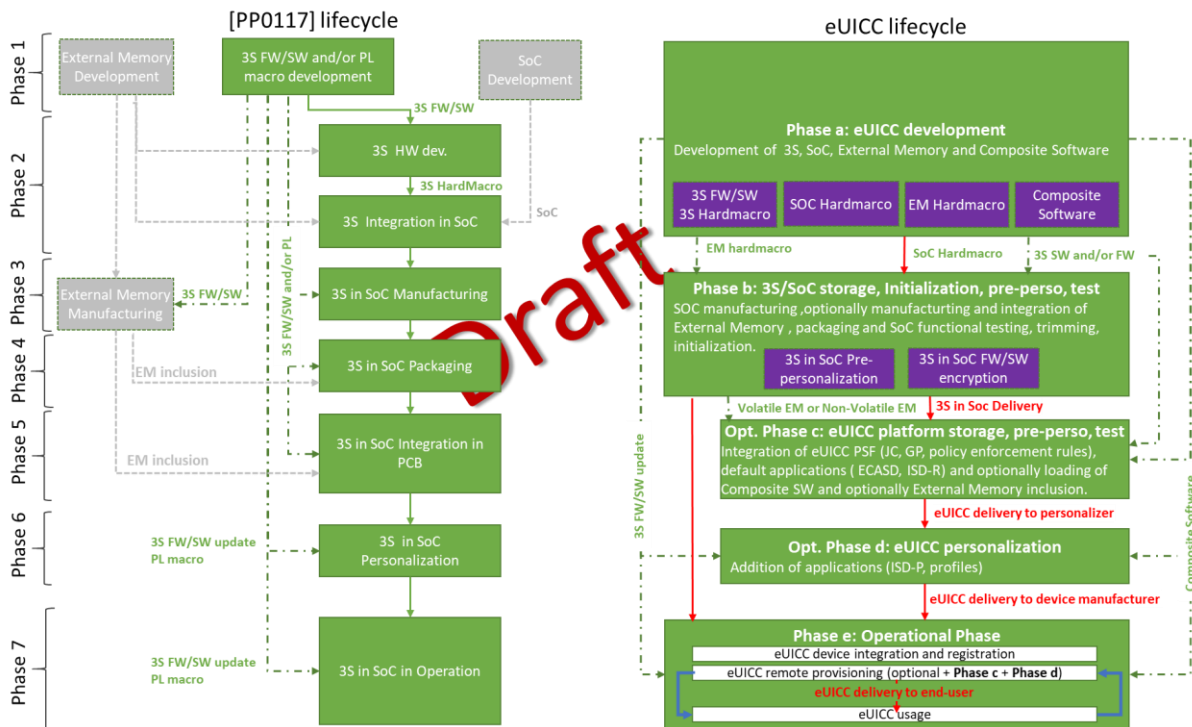 [PP0117] lifecycle
Phase 1
Phase 2
Phase 3
Phase 4
Phase 5
Phase 6
Phase 7
External Memory
Development
3S FW/SW and/or PL
macro development
SoC
Development
3S FW/SW
3S HW dev.
3S HardMacro
3S Integration in SoC
SoC
3S FW/SW and/or PL
External Memory
Manufacturing
3S FW/SW
3S in SoC Manufacturing
EM inclusion
3S in SoC Packaging
EM inclusion
3S in SoC Integration in
PCB
3S FW/SW update
PL macro
3S in SoC
Personalization
3S FW/SW update
PL macro
3S in SoC in Operation
Draft
eUICC lifecycle
Phase a: eUICC development
Development of 3S, SoC, External Memory and Composite Software
3S FW/SW
3S Hardmacro
SOC Hardmarco
EM Hardmacro
Composite
Software
EM hardmacro
SoC Hardmacro
3S SW and/or FW
Phase b: 3S/SoC storage, Initialization, pre-perso, test
SOC manufacturing ,optionally manufacturting and integration of
External Memory , packaging and SoC functional testing, trimming,
initialization.
3S in SoC Pre-
personalization
3S in SoC FW/SW
encryption
Volatile EM or Non-Volatile EM
3S in Soc Delivery
Opt. Phase c: eUICC platform storage, pre-perso, test
Integration of eUICC PSF (JC, GP, policy enforcement rules),
default applications ( ECASD, ISD-R) and optionally loading of
Composite SW and optionally External Memory inclusion.
3S FW/SW update
Composite Software
eUICC delivery to personalizer
Opt. Phase d: eUICC personalization
Addition of applications (ISD-P, profiles)
eUICC delivery to device manufacturer
Phase e: Operational Phase
eUICC device integration and registration
eUICC remote provisioning (optional + Phase c + Phase d)
eUICC delivery to end-user
eUICC usage